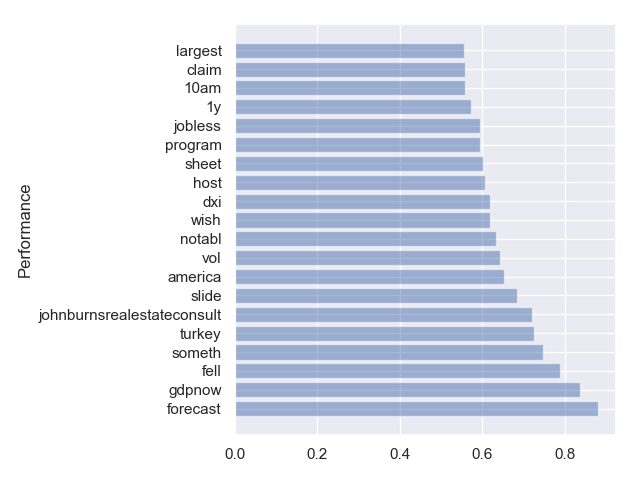 largest
claim
10am
1y
jobless
program
sheet
host
dxi
wish
notabl
vol
america
slide
johnburnsrealestateconsult
turkey
someth
fell
gdpnow
forecast
Performance
0.0 0.2 0.4 0.6 0.8